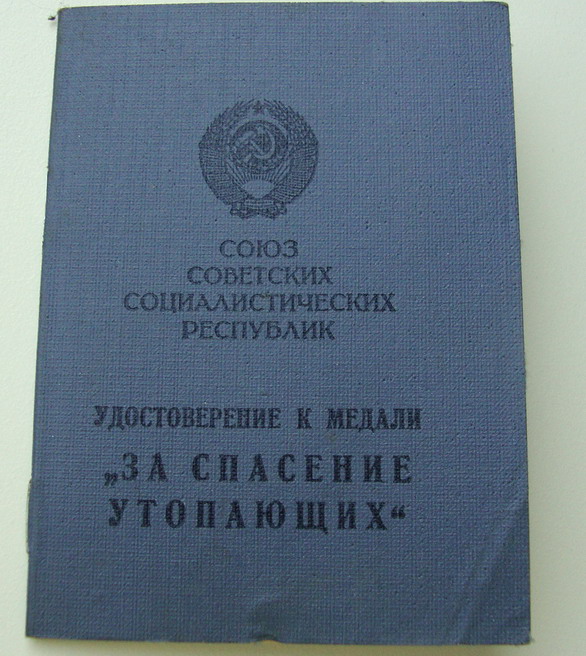 СОЮЗ
СОВЕТСКИХ
СОЦИАЛИСТИЧЕСКИХ
РЕСПУБЛИК
УДОСТОВЕРЕНИЕ К МЕДАЛИ
„ЗА СПАСЕНИЕ
УТОПАЮЩИХ“